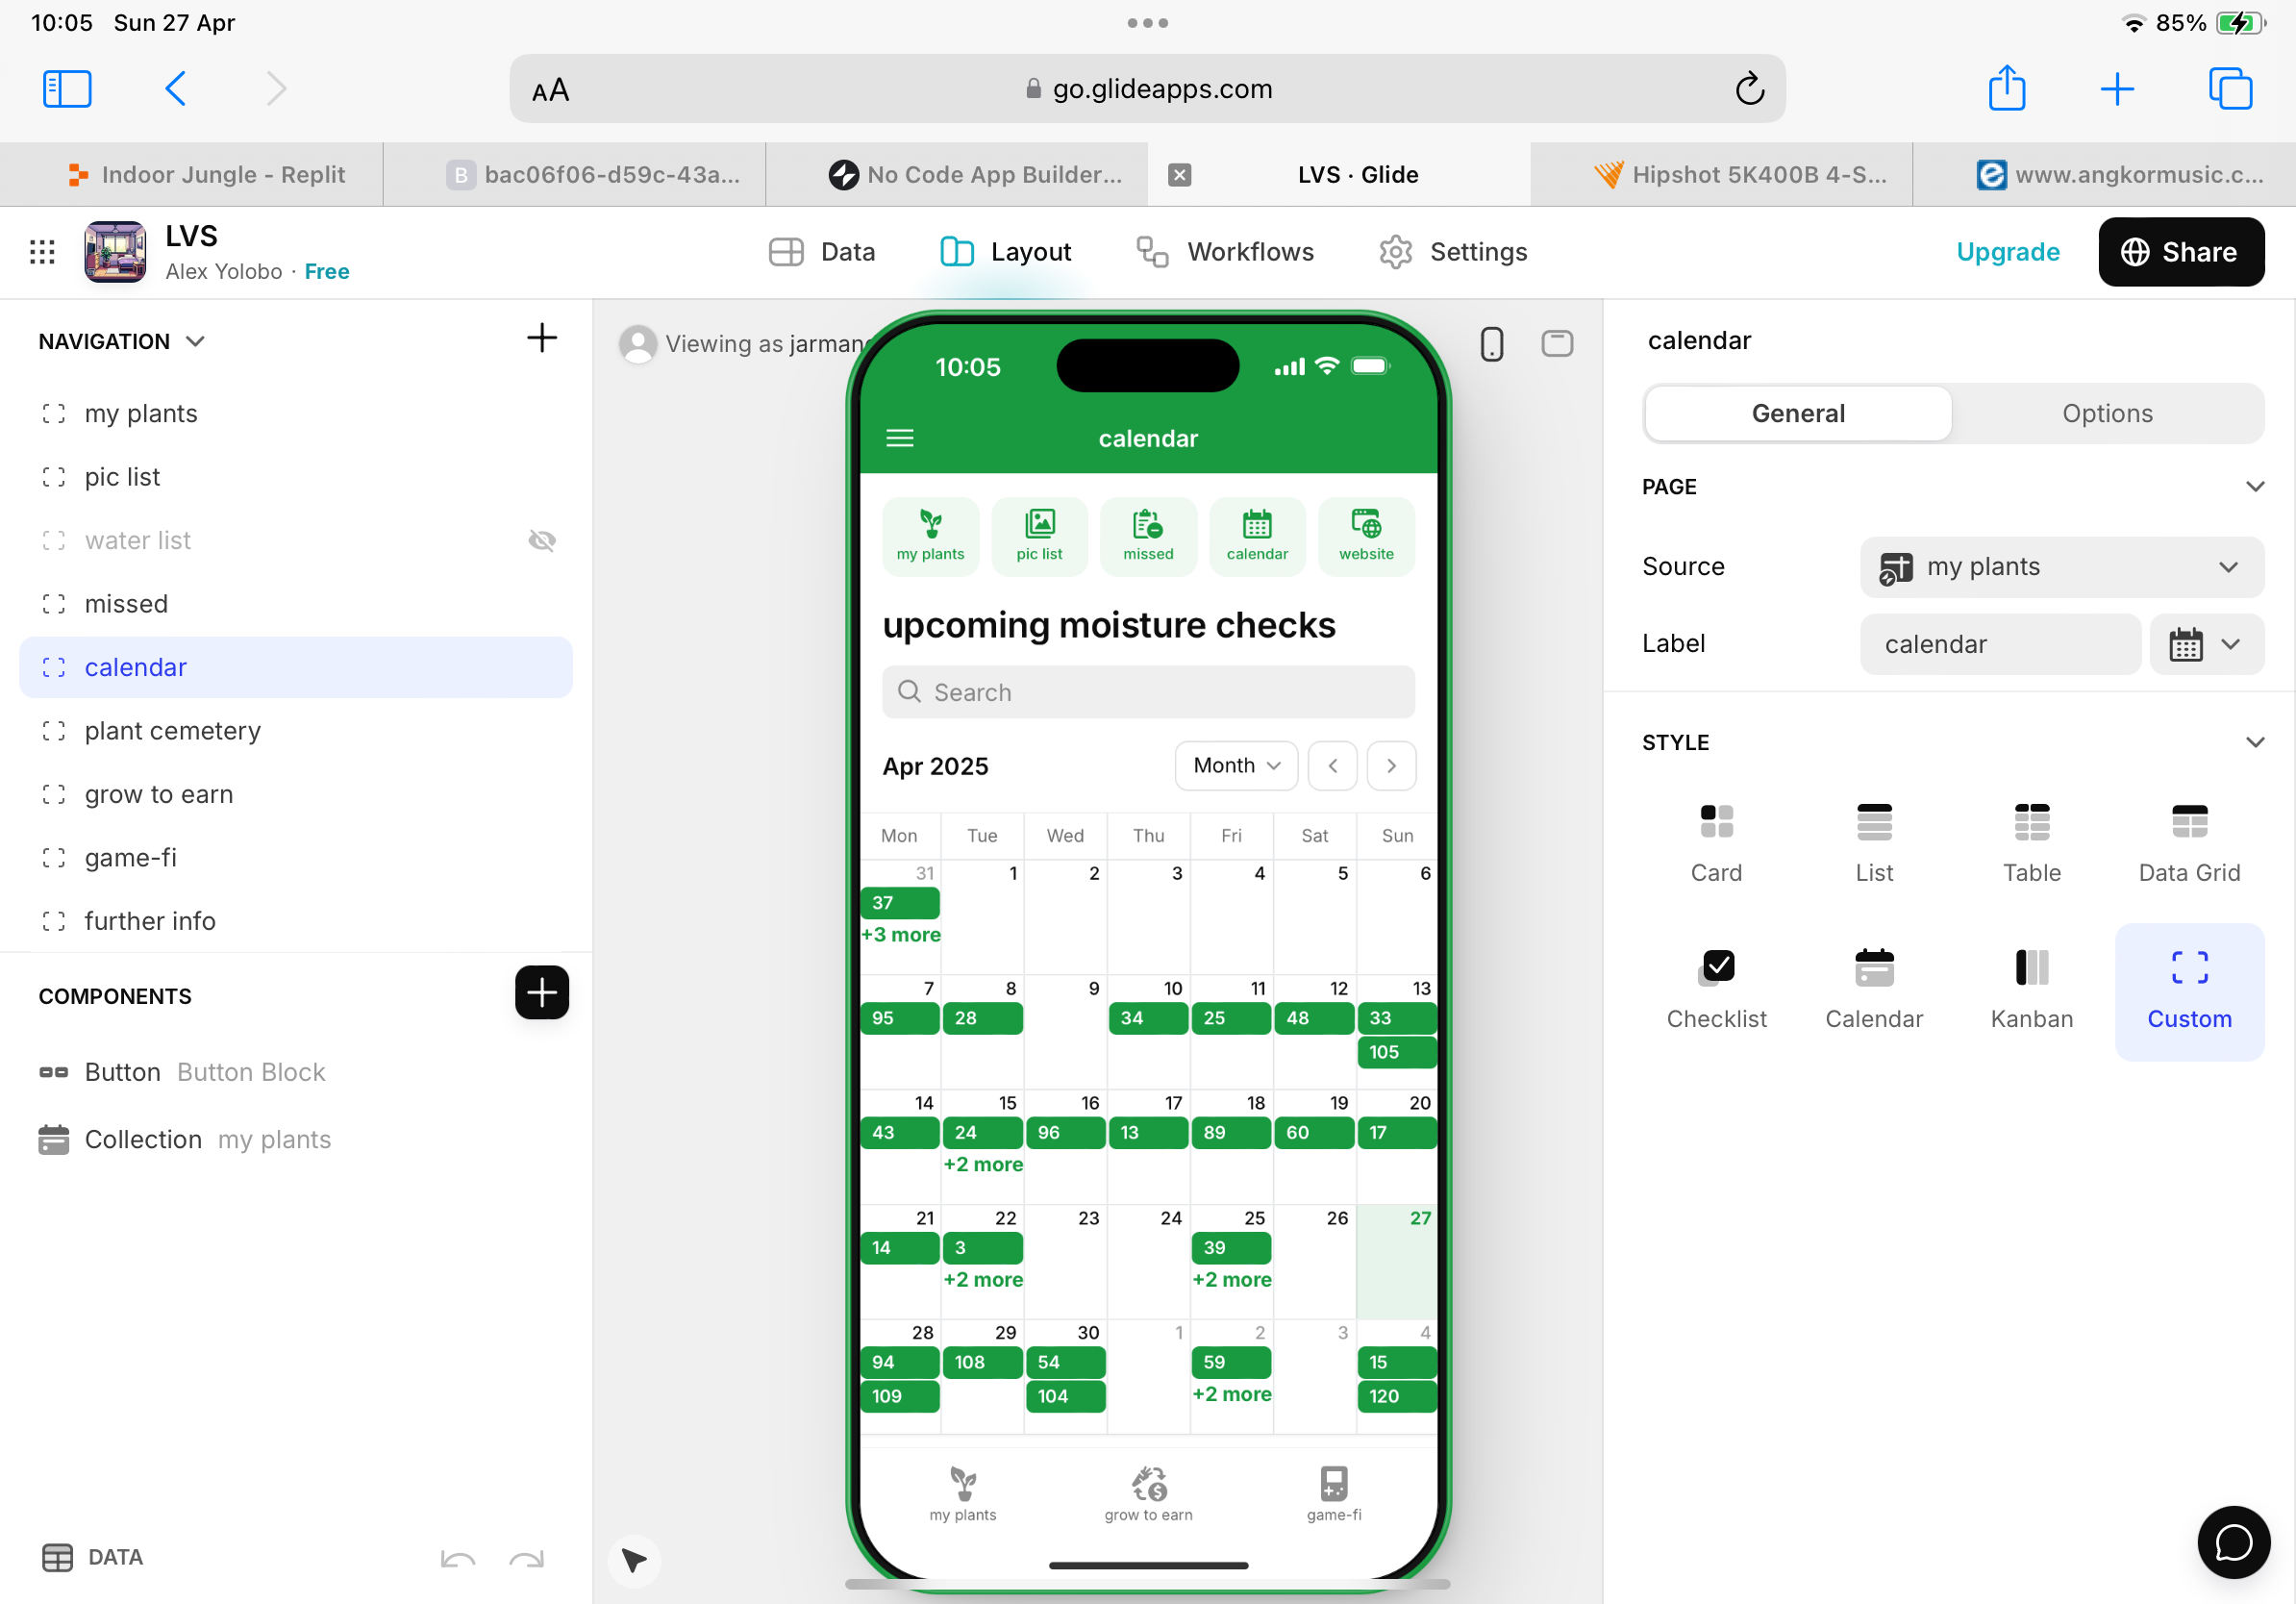 10:05 Sun 27 Apr
85%
AA
go.glideapps.com
Indoor Jungle - Replit
B bac06f06-d59c-43a...
No Code App Builder...
LVS · Glide
Hipshot 5K400B 4-S...
www.angkormusic.c...
LVS
Alex Yolobo · Free
Data
Layout
Workflows
Settings
Upgrade
Share
NAVIGATION
my plants
pic list
water list
missed
calendar
plant cemetery
grow to earn
game-fi
further info
COMPONENTS
Button Button Block
Collection my plants
DATA
Viewing as jarman
10:05
calendar
my plants
pic list
missed
calendar
website
upcoming moisture checks
Search
Apr 2025
Month
Mon Tue Wed Thu Fri Sat Sun
31 1 2 3 4 5 6
37
+3 more
7 8 9 10 11 12 13
95 28 34 25 48 33
105
14 15 16 17 18 19 20
43 24 96 13 89 60 17
+2 more
21 22 23 24 25 26 27
14 3 39
+2 more +2 more
28 29 30 1 2 3 4
94 108 54 59 15
109 104 +2 more 120
my plants
grow to earn
game-fi
calendar
General
Options
PAGE
Source
my plants
Label
calendar
STYLE
Card
List
Table
Data Grid
Checklist
Calendar
Kanban
Custom